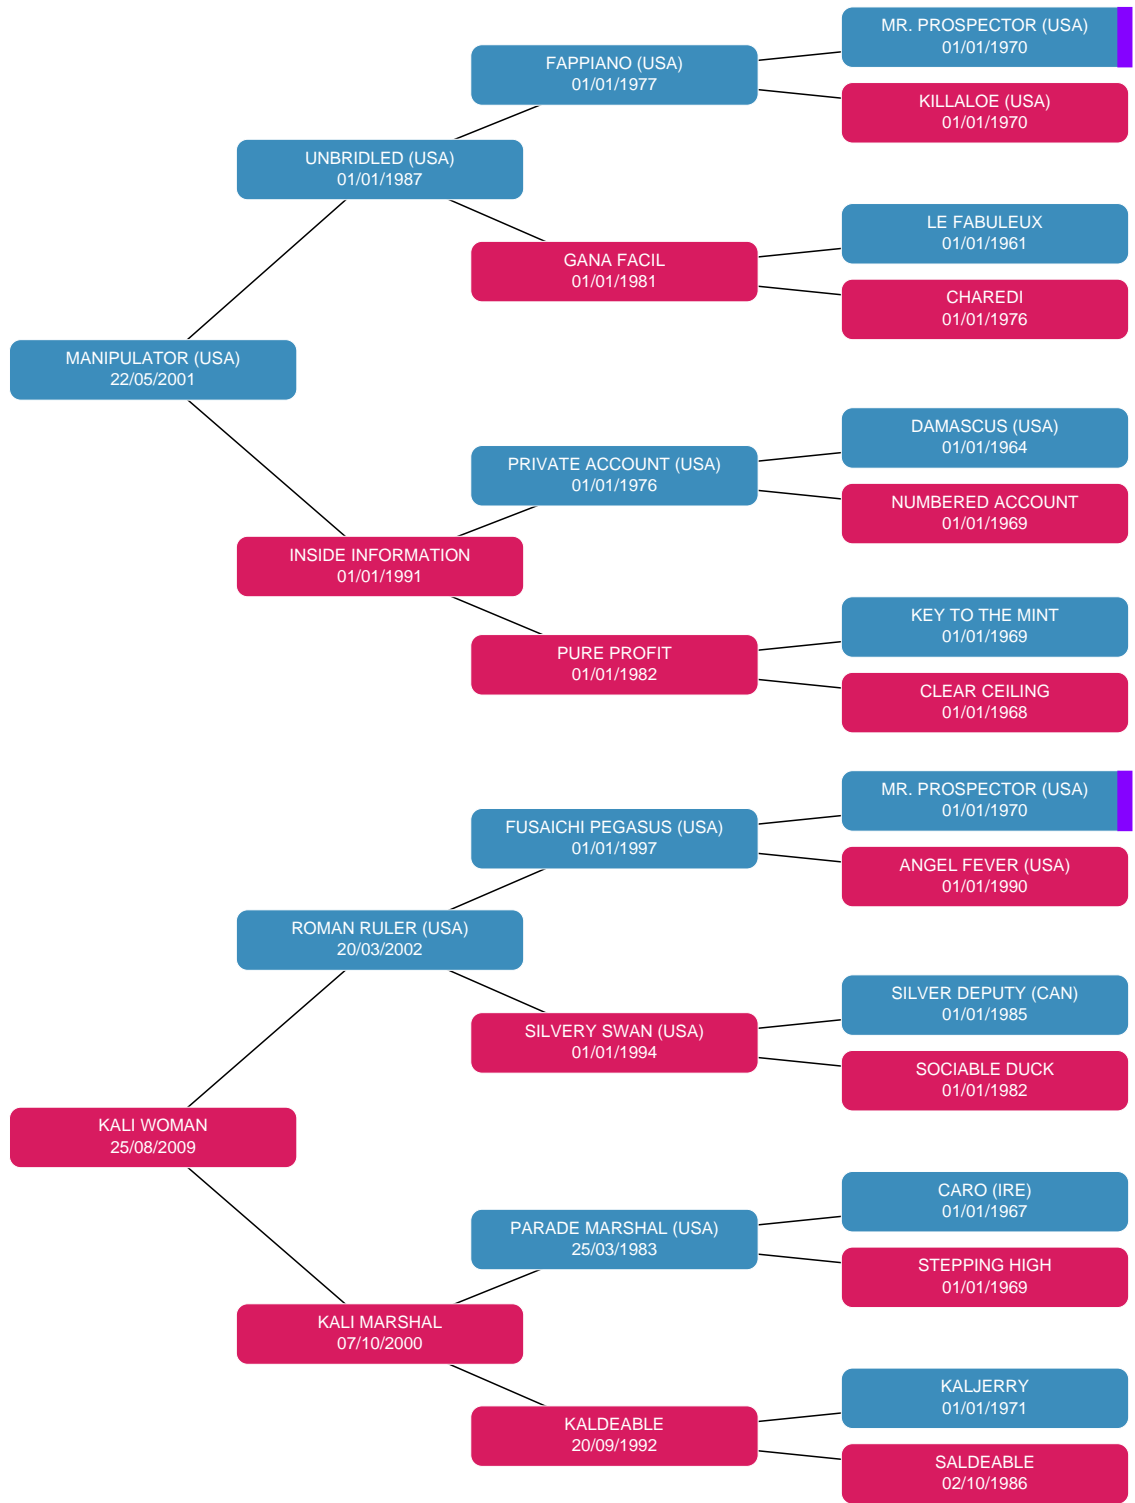 MR. PROSPECTOR (USA)
01/01/1970
FAPPIANO (USA)
01/01/1977
KILLALOE (USA)
01/01/1970
UNBRIDLED (USA)
01/01/1987
LE FABULEUX
01/01/1961
GANA FACIL
01/01/1981
CHAREDI
01/01/1976
MANIPULATOR (USA)
22/05/2001
DAMASCUS (USA)
01/01/1964
PRIVATE ACCOUNT (USA)
01/01/1976
NUMBERED ACCOUNT
01/01/1969
INSIDE INFORMATION
01/01/1991
KEY TO THE MINT
01/01/1969
PURE PROFIT
01/01/1982
CLEAR CEILING
01/01/1968
MR. PROSPECTOR (USA)
01/01/1970
FUSAICHI PEGASUS (USA)
01/01/1997
ANGEL FEVER (USA)
01/01/1990
ROMAN RULER (USA)
20/03/2002
SILVER DEPUTY (CAN)
01/01/1985
SILVERY SWAN (USA)
01/01/1994
SOCIABLE DUCK
01/01/1982
KALI WOMAN
25/08/2009
CARO (IRE)
01/01/1967
PARADE MARSHAL (USA)
25/03/1983
STEPPING HIGH
01/01/1969
KALI MARSHAL
07/10/2000
KALJERRY
01/01/1971
KALDEABLE
20/09/1992
SALDEABLE
02/10/1986